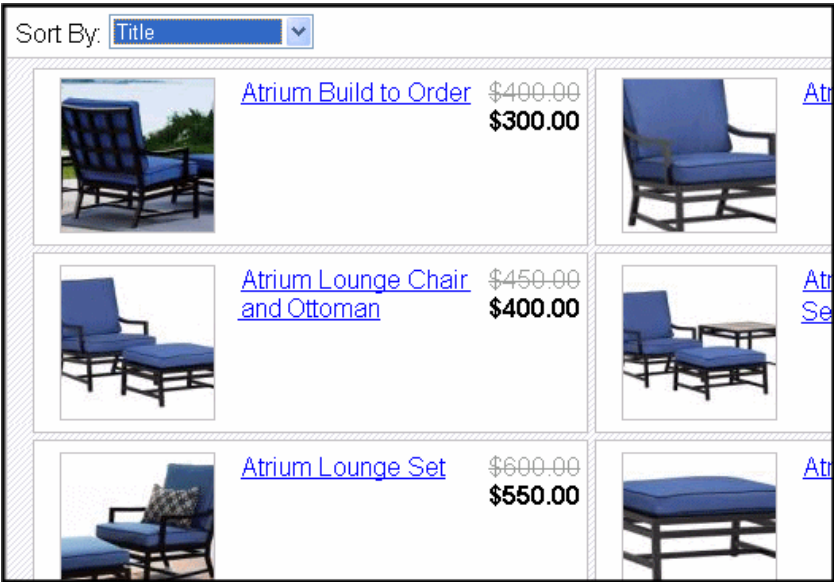 Sort By: Title
Atrium Build to Order $400.00
$300.00
Atrium Lounge Chair $450.00
and Ottoman $400.00
Atrium Lounge Set $600.00
$550.00